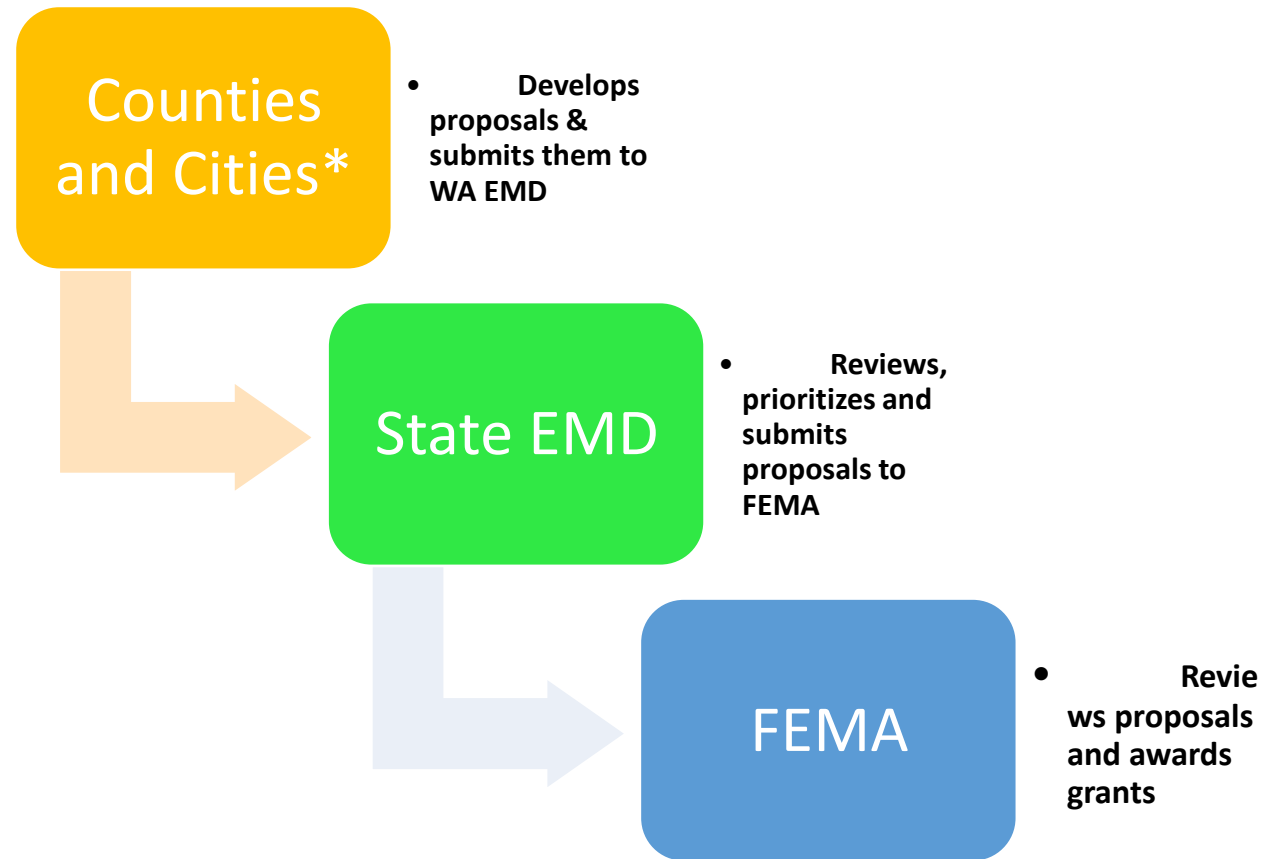 Counties
and Cities*
• Develops
proposals &
submits them to
WA EMD
State EMD
• Reviews,
prioritizes and
submits
proposals to
FEMA
FEMA
• Revie
ws proposals
and awards
grants